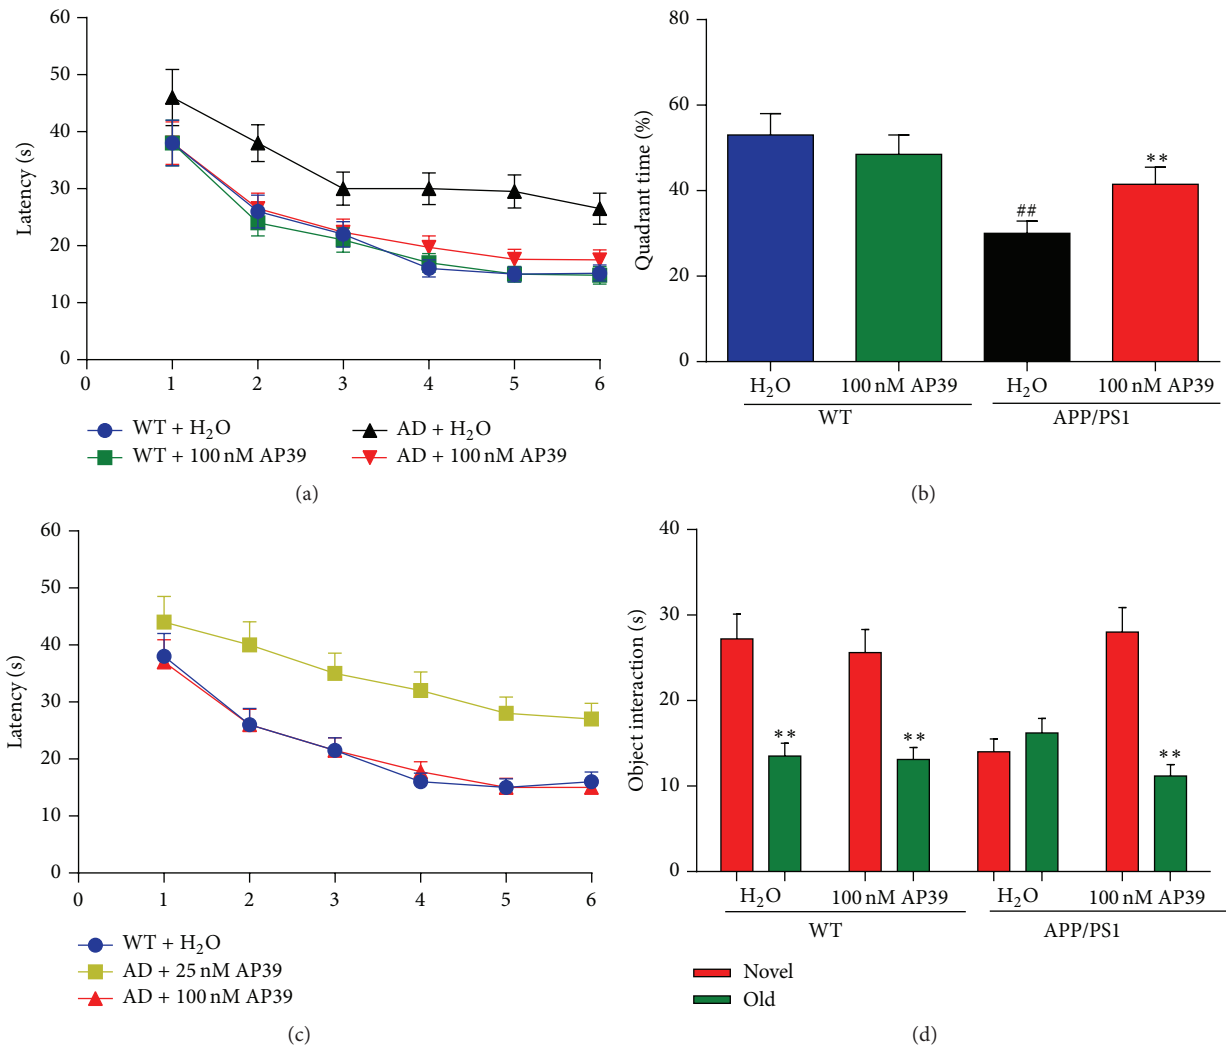 60
50
40
30
20
10
0
Latency (s)
0 1 2 3 4 5 6
WT + H₂O
WT + 100 nM AP39
AD + H₂O
AD + 100 nM AP39
(a)
80
60
40
20
0
Quadrant time (%)
##
**
H₂O 100 nM AP39 H₂O 100 nM AP39
WT APP/PS1
(b)
60
50
40
30
20
10
0
Latency (s)
0 1 2 3 4 5 6
WT + H₂O
AD + 25 nM AP39
AD + 100 nM AP39
(c)
40
30
20
10
0
Object interaction (s)
** ** **
H₂O 100 nM AP39 H₂O 100 nM AP39
WT APP/PS1
Novel
Old
(d)